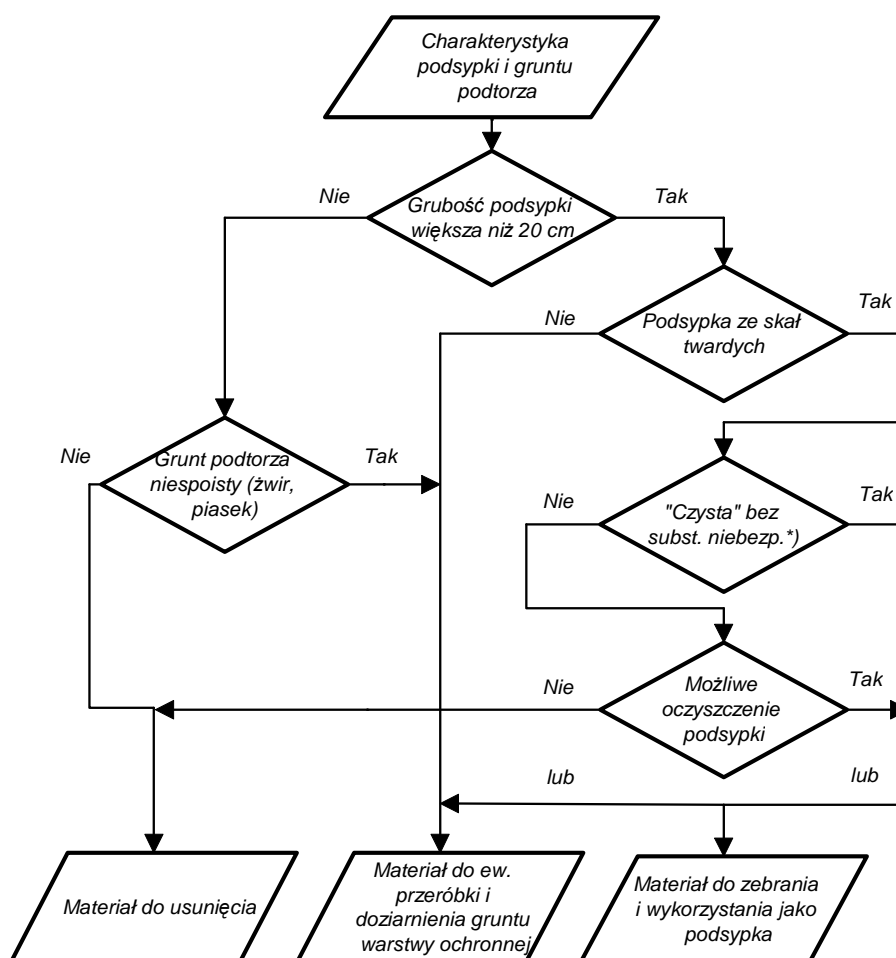 Charakterystyka
podsypki i gruntu
podtorza
Nie
Tak
Grubość podsypki
większa niż 20 cm
Nie
Tak
Podsypka ze skał
twardych
Nie
Tak
Grunt podtorza
niespoisty (żwir,
piasek)
Nie
Tak
"Czysta" bez
subst. niebezp.*)
Nie
Tak
Możliwe
oczyszczenie
podsypki
lub
lub
Materiał do usunięcia
Materiał do ew.
przeróbki i
doziarnienia gruntu
warstwy ochronnej
Materiał do zebrania
i wykorzystania jako
podsypka